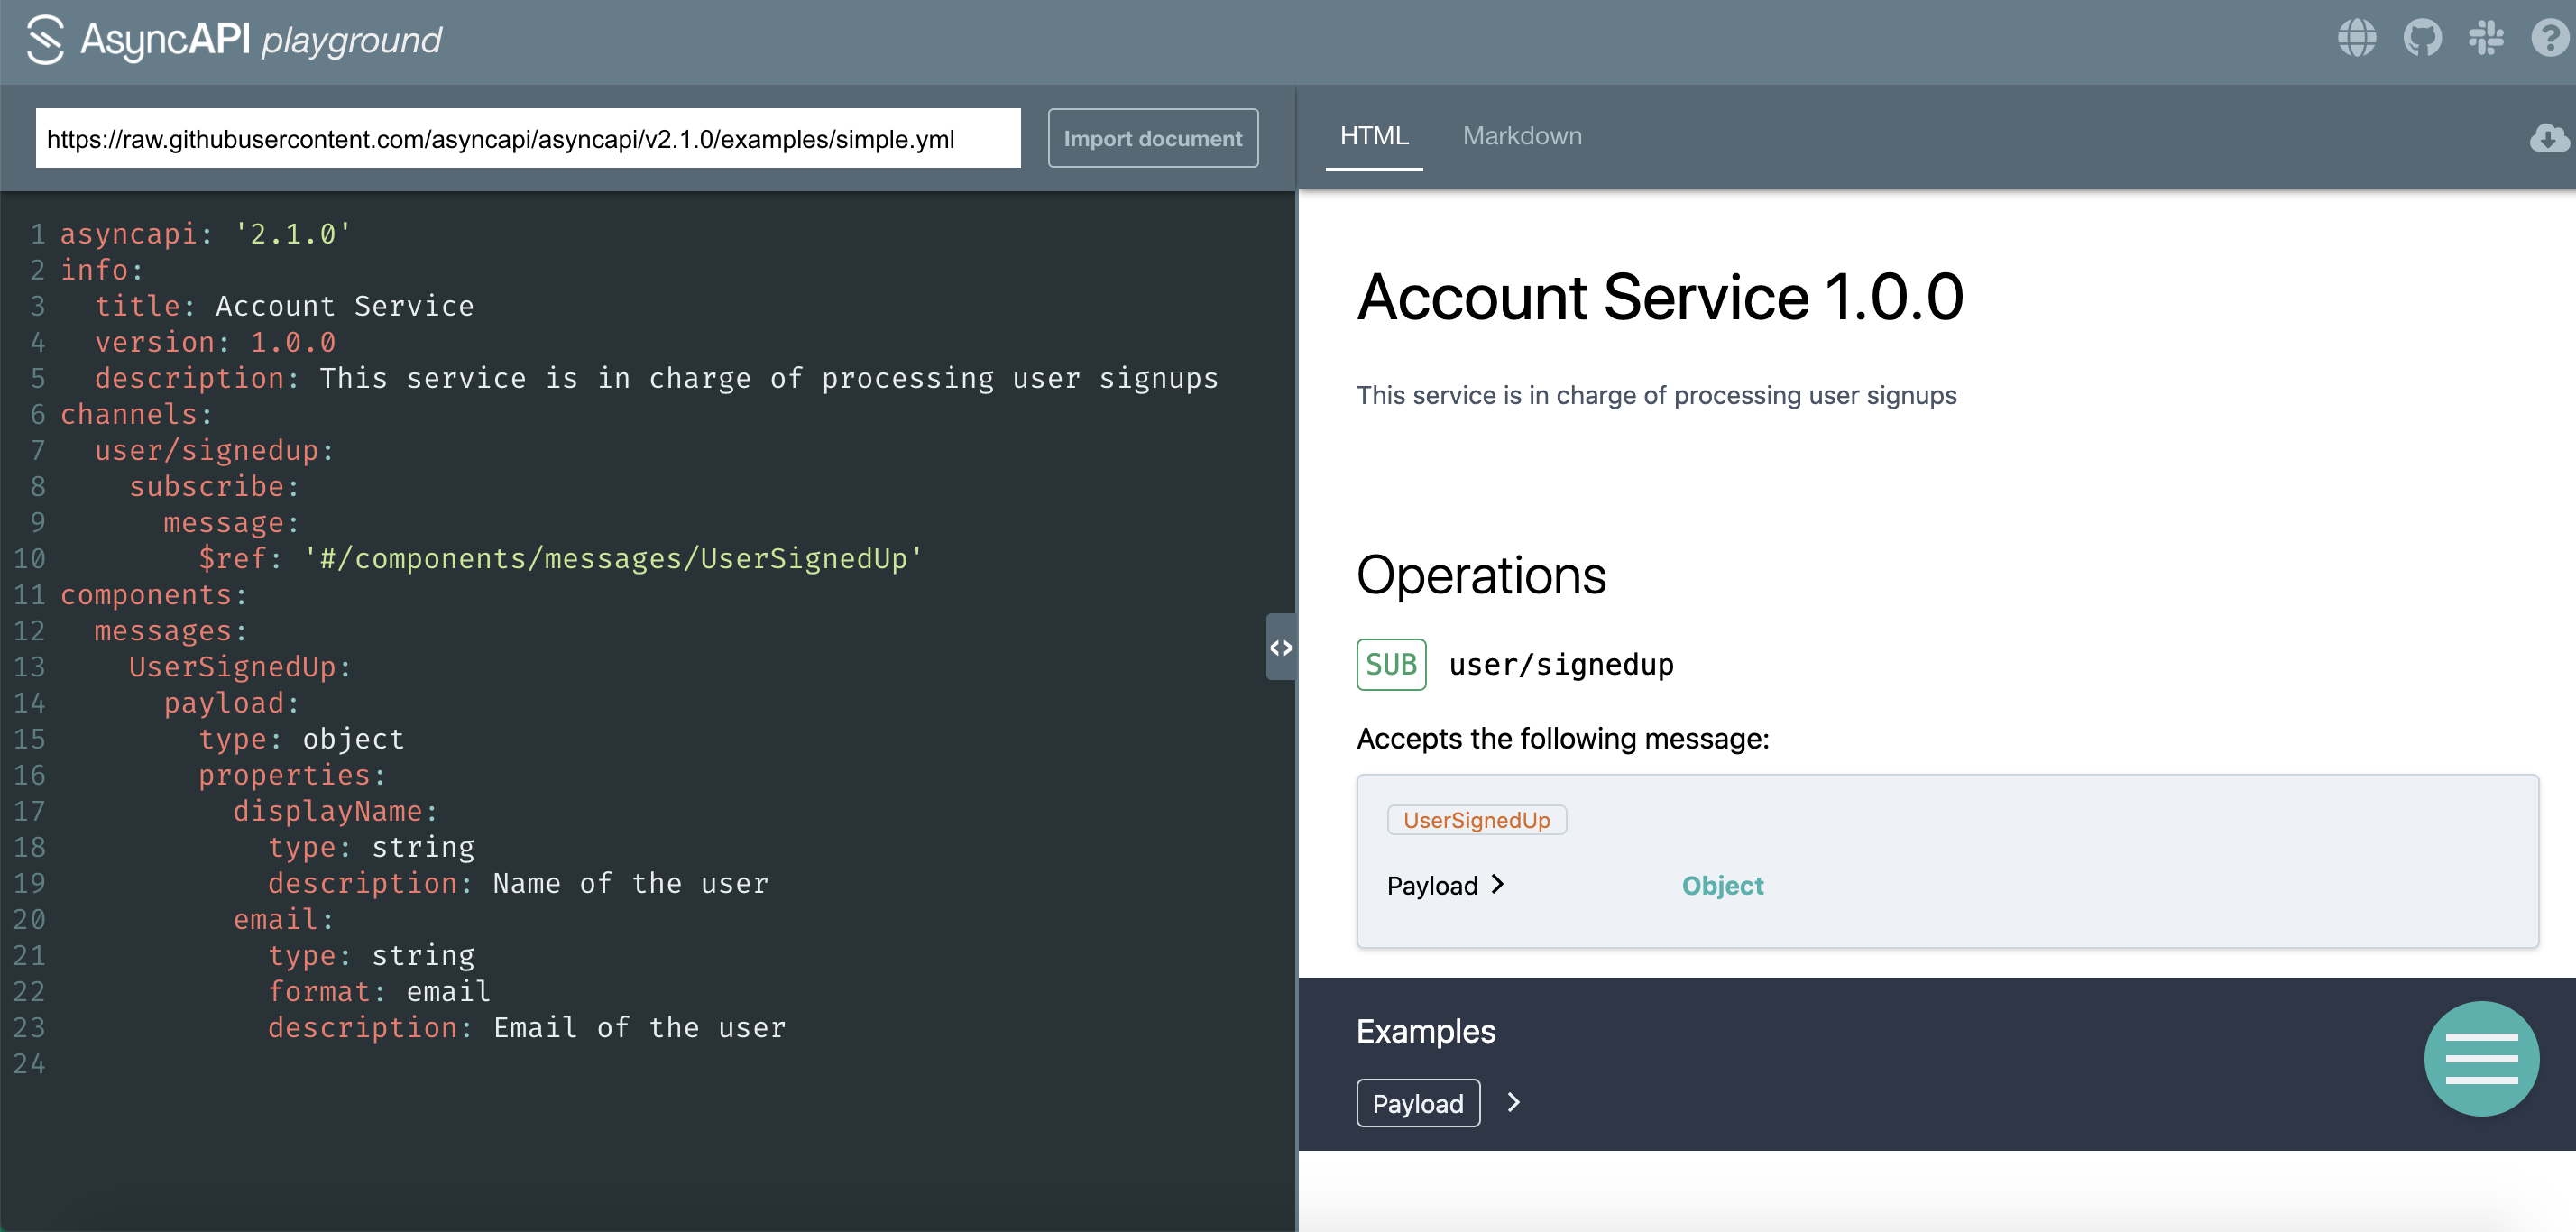 AsyncAPI playground
https://raw.githubusercontent.com/asyncapi/asyncapi/v2.1.0/examples/simple.yml
Import document
1 asyncapi: '2.1.0'
2 info:
3   title: Account Service
4   version: 1.0.0
5   description: This service is in charge of processing user signups
6 channels:
7   user/signedup:
8     subscribe:
9       message:
10         $ref: '#/components/messages/UserSignedUp'
11 components:
12   messages:
13     UserSignedUp:
14       payload:
15         type: object
16         properties:
17           displayName:
18             type: string
19             description: Name of the user
20           email:
21             type: string
22             format: email
23             description: Email of the user
24
<>
HTML
Markdown
Account Service 1.0.0
This service is in charge of processing user signups
Operations
SUB user/signedup
Accepts the following message:
UserSignedUp
Payload > Object
Examples
Payload >